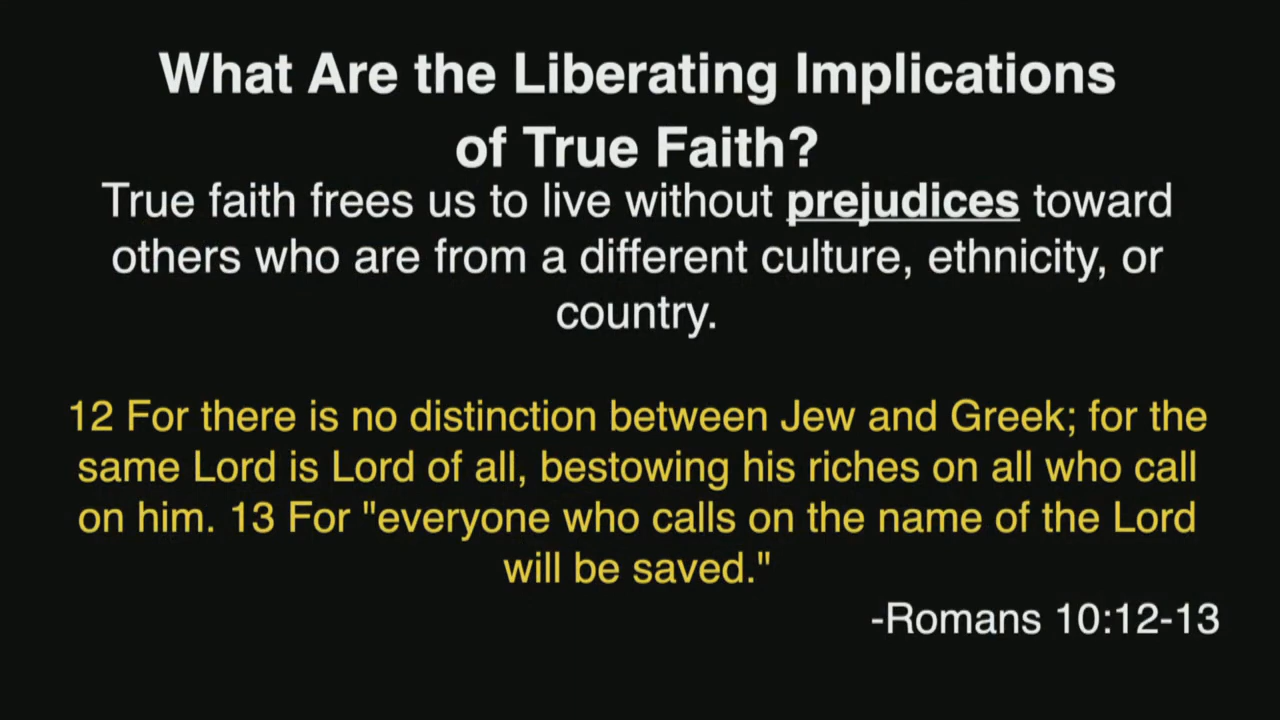 What Are the Liberating Implications
of True Faith?
True faith frees us to live without prejudices toward
others who are from a different culture, ethnicity, or
country.
12 For there is no distinction between Jew and Greek; for the
same Lord is Lord of all, bestowing his riches on all who call
on him. 13 For "everyone who calls on the name of the Lord
will be saved."
-Romans 10:12-13